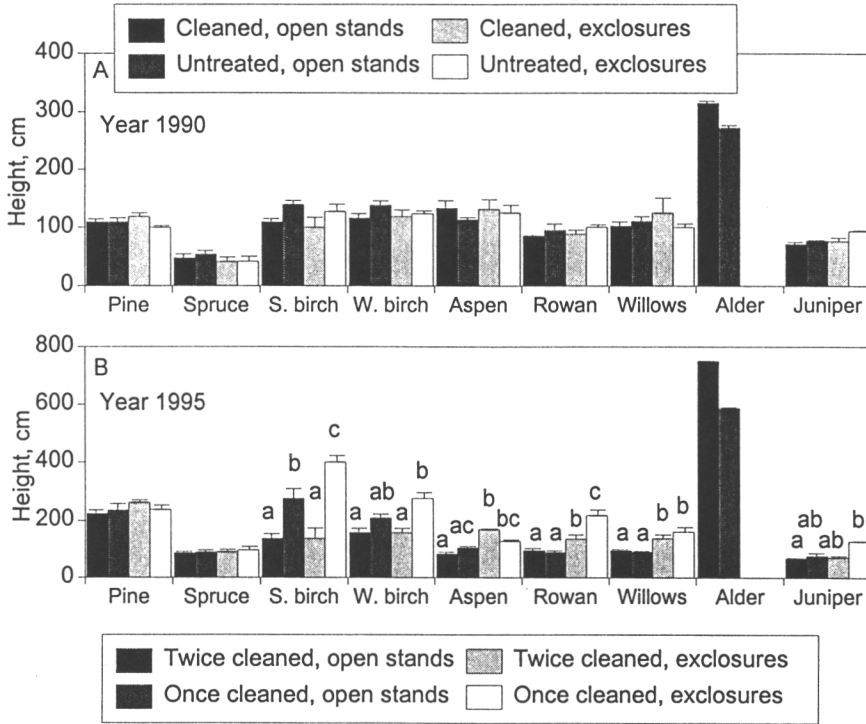 Cleaned, open stands Cleaned, exclosures
Untreated, open stands Untreated, exclosures
A
Year 1990
Height, cm
400
300
200
100
0
Pine Spruce S. birch W. birch Aspen Rowan Willows Alder Juniper
B
Year 1995
Height, cm
800
600
400
200
0
a b a c a ab a b a ac b bc a a b c a a b b a ab ab b
Pine Spruce S. birch W. birch Aspen Rowan Willows Alder Juniper
Twice cleaned, open stands Twice cleaned, exclosures
Once cleaned, open stands Once cleaned, exclosures